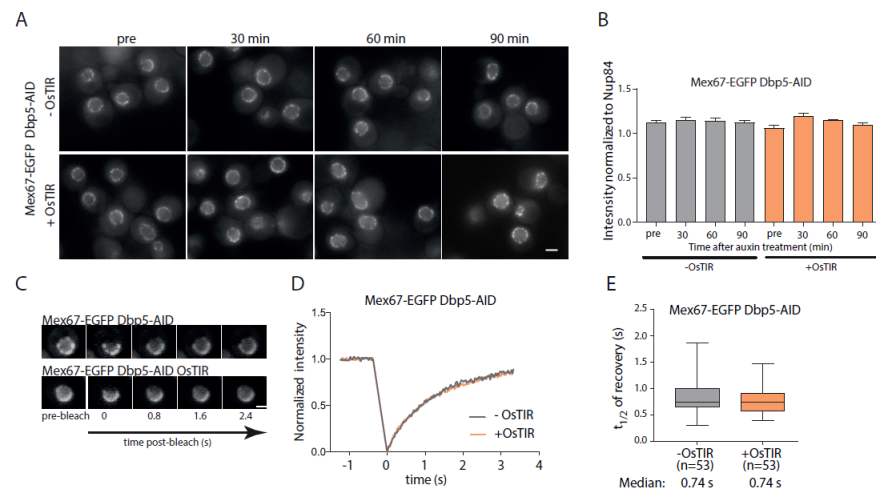 A
pre
30 min
60 min
90 min
Mex67-EGFP Dbp5-AID
- OsTIR
+ OsTIR
B
Mex67-EGFP Dbp5-AID
Intesnsity normalized to Nup84
1.5
1.0
0.5
0.0
pre 30 60 90 pre 30 60 90
Time after auxin treatment (min)
-OsTIR +OsTIR
C
Mex67-EGFP Dbp5-AID
Mex67-EGFP Dbp5-AID OsTIR
pre-bleach 0 0.8 1.6 2.4
time post-bleach (s)
D
Mex67-EGFP Dbp5-AID
Normalized intensity
1.5
1.0
0.5
0.0
-1 0 1 2 3 4
time (s)
- OsTIR
+OsTIR
E
Mex67-EGFP Dbp5-AID
t1/2 of recovery (s)
2.5
2.0
1.5
1.0
0.5
0.0
-OsTIR +OsTIR
(n=53) (n=53)
Median: 0.74 s 0.74 s